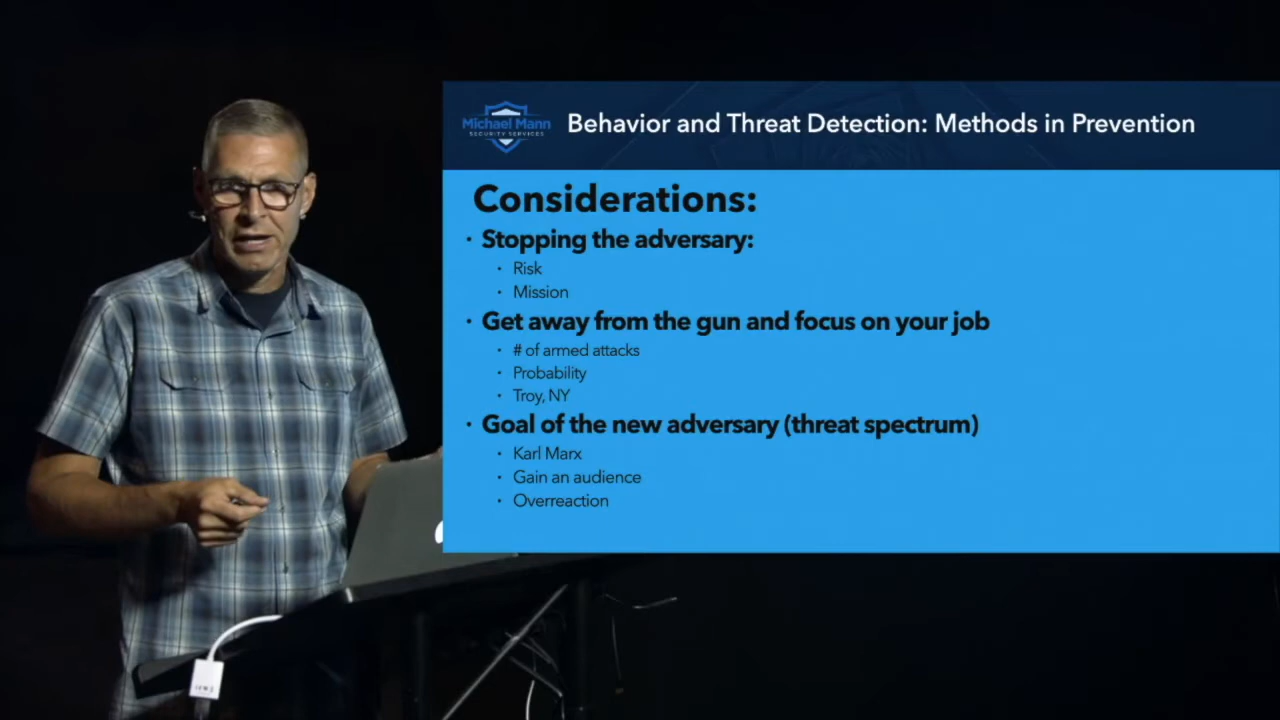 Michael Mann
SECURITY SERVICES
Behavior and Threat Detection: Methods in Prevention
Considerations:
· Stopping the adversary:
· Risk
· Mission
· Get away from the gun and focus on your job
· # of armed attacks
· Probability
· Troy, NY
· Goal of the new adversary (threat spectrum)
· Karl Marx
· Gain an audience
· Overreaction